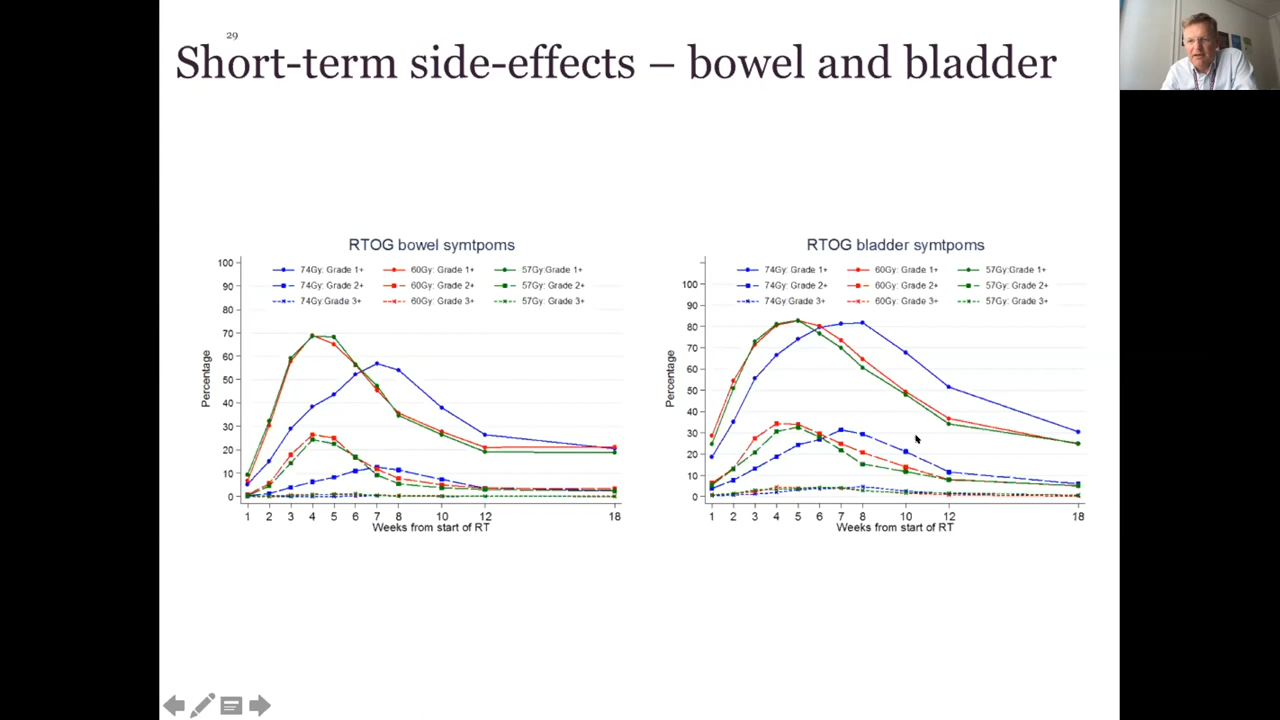 29
Short-term side-effects – bowel and bladder
RTOG bowel symtpoms
100
90
80
70
60
50
40
30
20
10
0
Percentage
74Gy: Grade 1+ 60Gy: Grade 1+ 57Gy:Grade 1+
74Gy: Grade 2+ 60Gy: Grade 2+ 57Gy: Grade 2+
74Gy:Grade 3+ 60Gy: Grade 3+ 57Gy: Grade 3+
1 2 3 4 5 6 7 8 10 12 18
Weeks from start of RT
RTOG bladder symtpoms
100
90
80
70
60
50
40
30
20
10
0
Percentage
74Gy: Grade 1+ 60Gy: Grade 1+ 57Gy: Grade 1+
74Gy: Grade 2+ 60Gy: Grade 2+ 57Gy: Grade 2+
74Gy Grade 3+ 60Gy: Grade 3+ 57Gy: Grade 3+
1 2 3 4 5 6 7 8 10 12 18
Weeks from start of RT